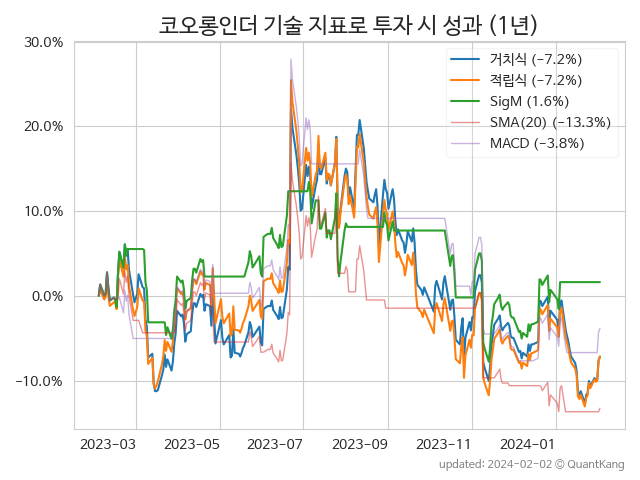 코오롱인더 기술 지표로 투자 시 성과 (1년)
30.0%
20.0%
10.0%
0.0%
−10.0%
거치식 (−7.2%)
적립식 (−7.2%)
SigM (1.6%)
SMA(20) (−13.3%)
MACD (−3.8%)
2023-03 2023-05 2023-07 2023-09 2023-11 2024-01
updated: 2024-02-02 © QuantKang